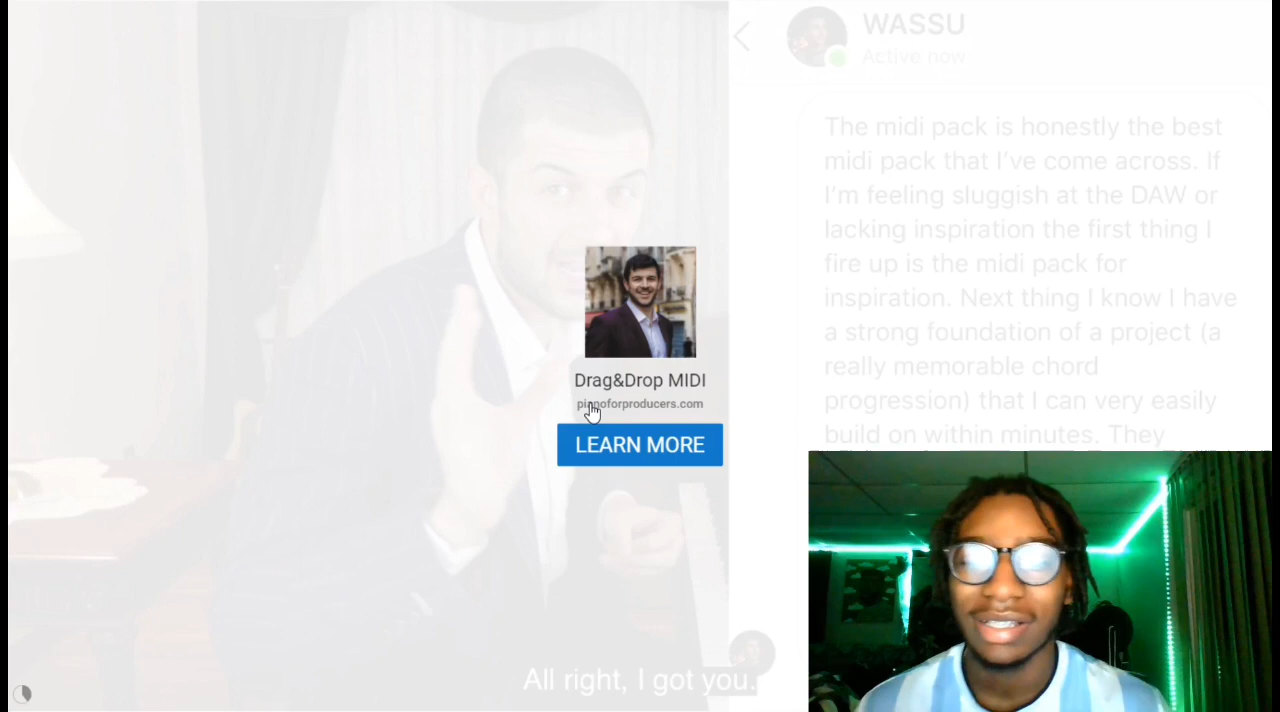 WASSU
Active now
The midi pack is honestly the best
midi pack that I've come across. If
I'm feeling sluggish at the DAW or
lacking inspiration the first thing I
fire up is the midi pack for
inspiration. Next thing I know I have
a strong foundation of a project (a
really memorable chord
progression) that I can very easily
build on within minutes. They
Drag&Drop MIDI
pianoforproducers.com
LEARN MORE
All right, I got you.